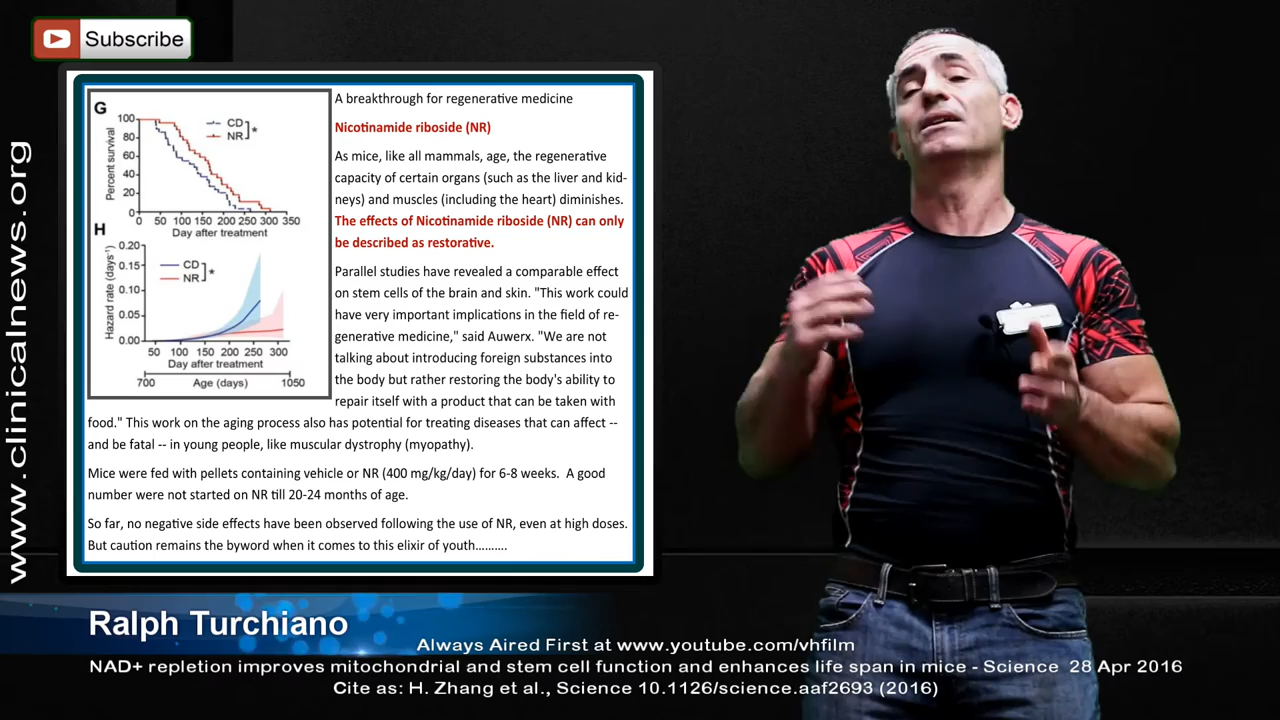 Subscribe
www.clinicalnews.org
G
CD
NR
*
Percent survival
100
80
60
40
20
0
0 50 100 150 200 250 300 350
Day after treatment
H
CD
NR
*
Hazard rate (days⁻¹)
0.20
0.15
0.10
0.05
0.00
50 100 150 200 250 300
Day after treatment
700 Age (days) 1050
A breakthrough for regenerative medicine
Nicotinamide riboside (NR)
As mice, like all mammals, age, the regenerative
capacity of certain organs (such as the liver and kid-
neys) and muscles (including the heart) diminishes.
The effects of Nicotinamide riboside (NR) can only
be described as restorative.
Parallel studies have revealed a comparable effect
on stem cells of the brain and skin. "This work could
have very important implications in the field of re-
generative medicine," said Auwerx. "We are not
talking about introducing foreign substances into
the body but rather restoring the body's ability to
repair itself with a product that can be taken with
food." This work on the aging process also has potential for treating diseases that can affect --
and be fatal -- in young people, like muscular dystrophy (myopathy).
Mice were fed with pellets containing vehicle or NR (400 mg/kg/day) for 6-8 weeks.  A good
number were not started on NR till 20-24 months of age.
So far, no negative side effects have been observed following the use of NR, even at high doses.
But caution remains the byword when it comes to this elixir of youth..........
Ralph Turchiano
Always Aired First at www.youtube.com/vhfilm
NAD+ repletion improves mitochondrial and stem cell function and enhances life span in mice - Science  28 Apr 2016
Cite as: H. Zhang et al., Science 10.1126/science.aaf2693 (2016)